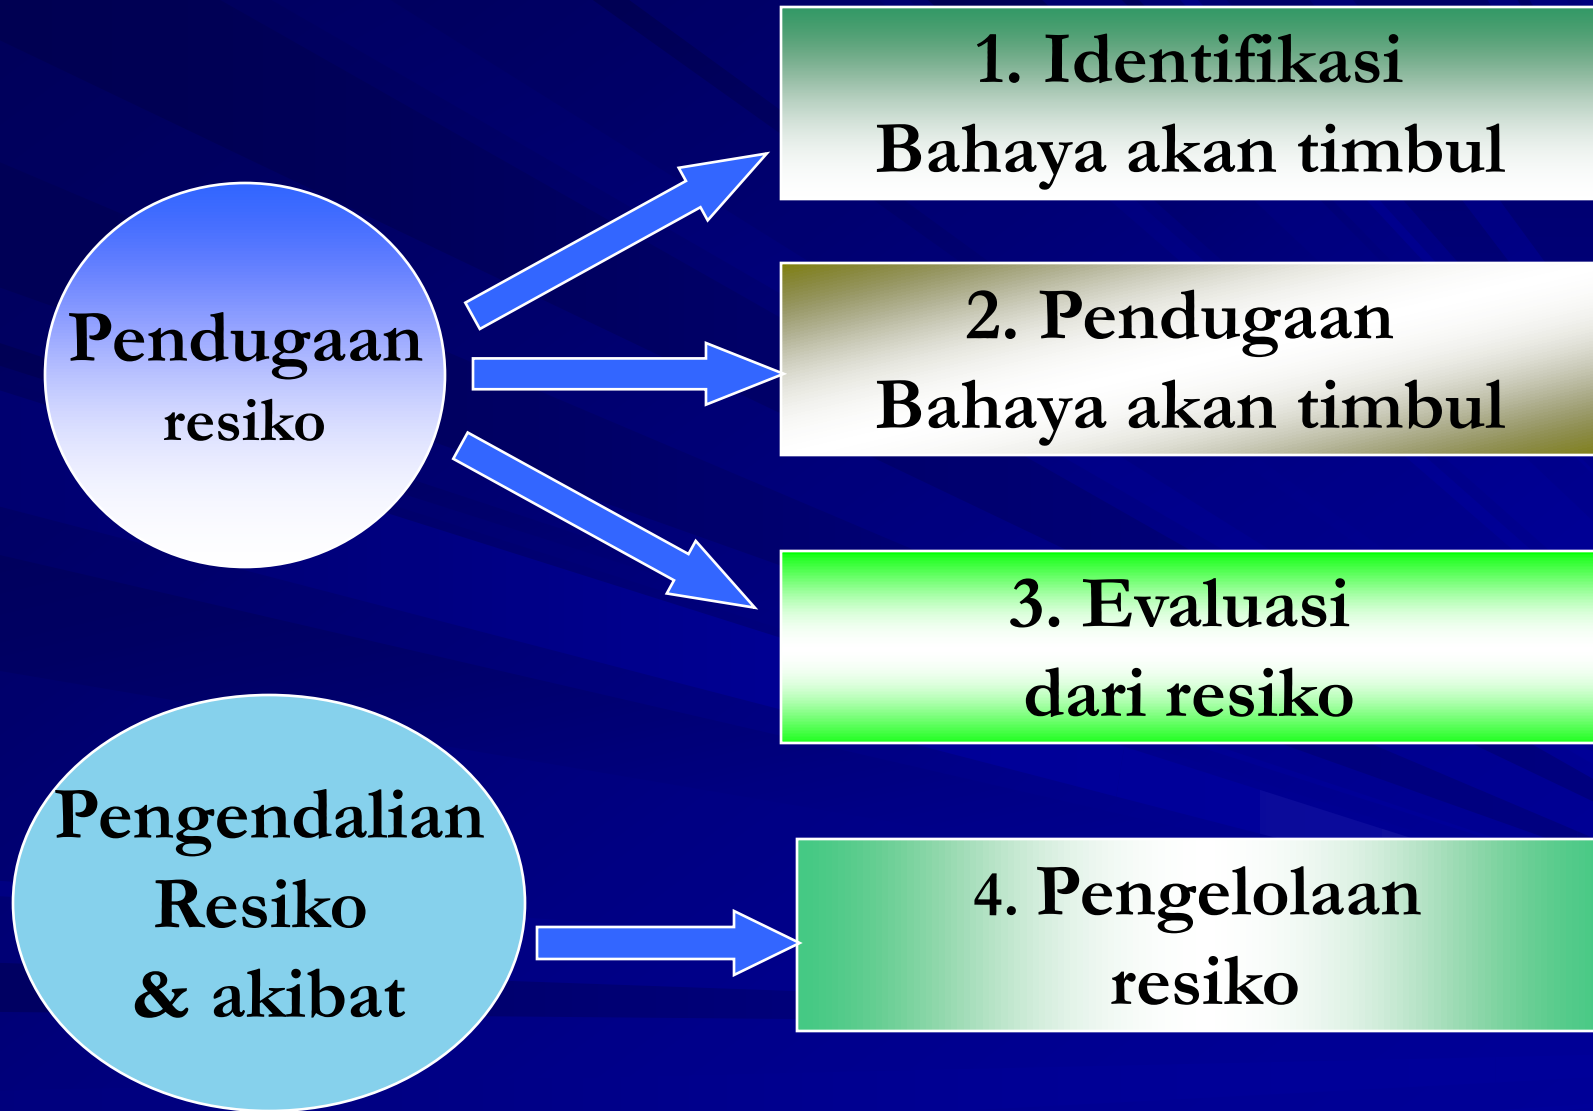 Pendugaan
resiko
1. Identifikasi
Bahaya akan timbul
2. Pendugaan
Bahaya akan timbul
3. Evaluasi
dari resiko
Pengendalian
Resiko
& akibat
4. Pengelolaan
resiko